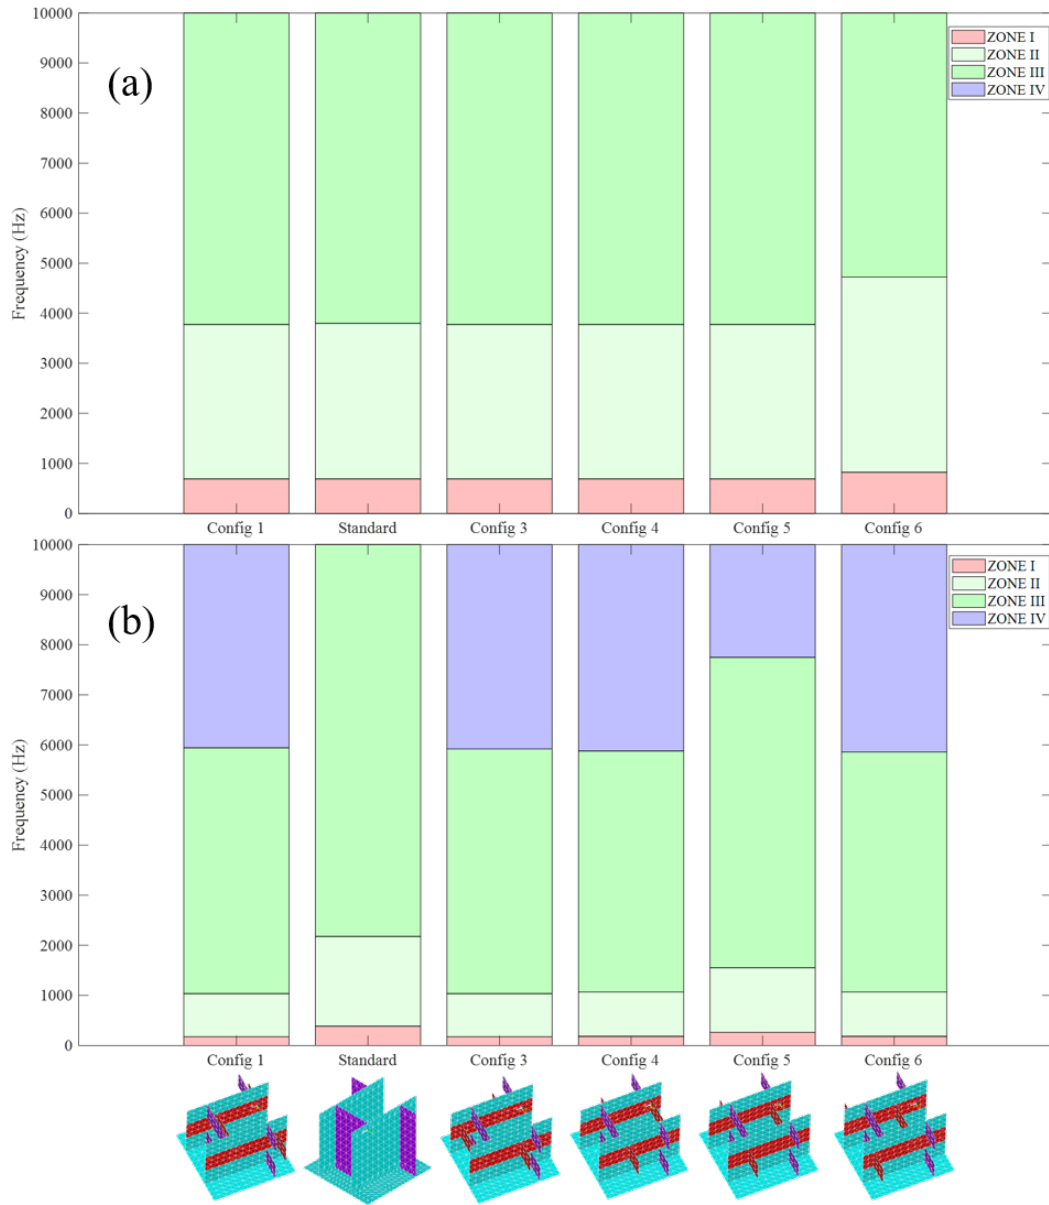 10000
9000
8000
7000
6000
5000
4000
3000
2000
1000
0
Frequency (Hz)
(a)
ZONE I
ZONE II
ZONE III
ZONE IV
Config 1 Standard Config 3 Config 4 Config 5 Config 6
10000
9000
8000
7000
6000
5000
4000
3000
2000
1000
0
Frequency (Hz)
(b)
ZONE I
ZONE II
ZONE III
ZONE IV
Config 1 Standard Config 3 Config 4 Config 5 Config 6